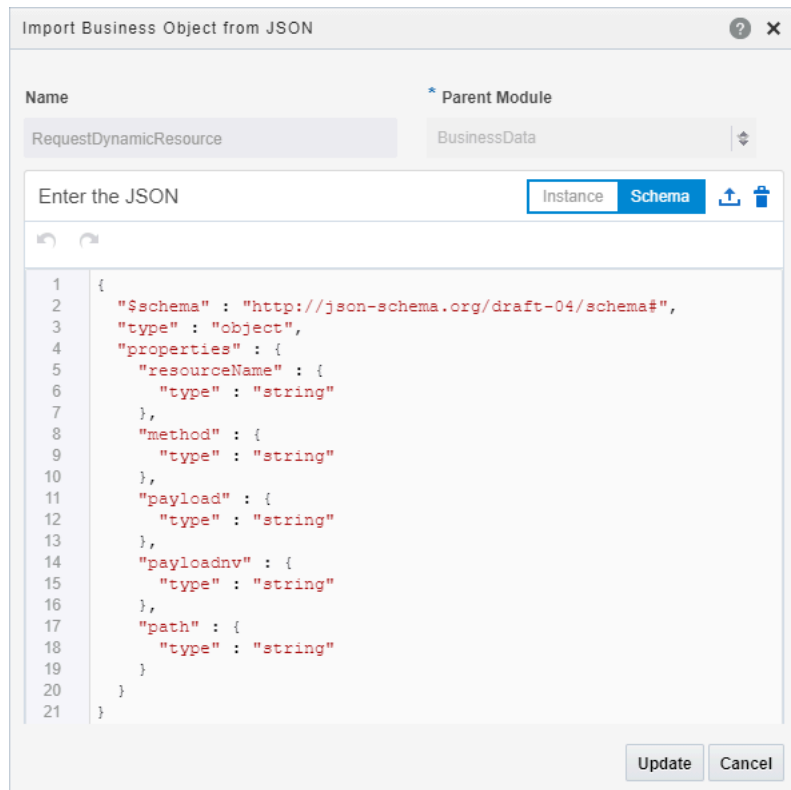 Import Business Object from JSON ? ×
Name * Parent Module
RequestDynamicResource BusinessData
Enter the JSON Instance Schema
1 {
2   "$schema" : "http://json-schema.org/draft-04/schema#",
3   "type" : "object",
4   "properties" : {
5     "resourceName" : {
6       "type" : "string"
7     },
8     "method" : {
9       "type" : "string"
10     },
11     "payload" : {
12       "type" : "string"
13     },
14     "payloadnv" : {
15       "type" : "string"
16     },
17     "path" : {
18       "type" : "string"
19     }
20   }
21 }
Update Cancel